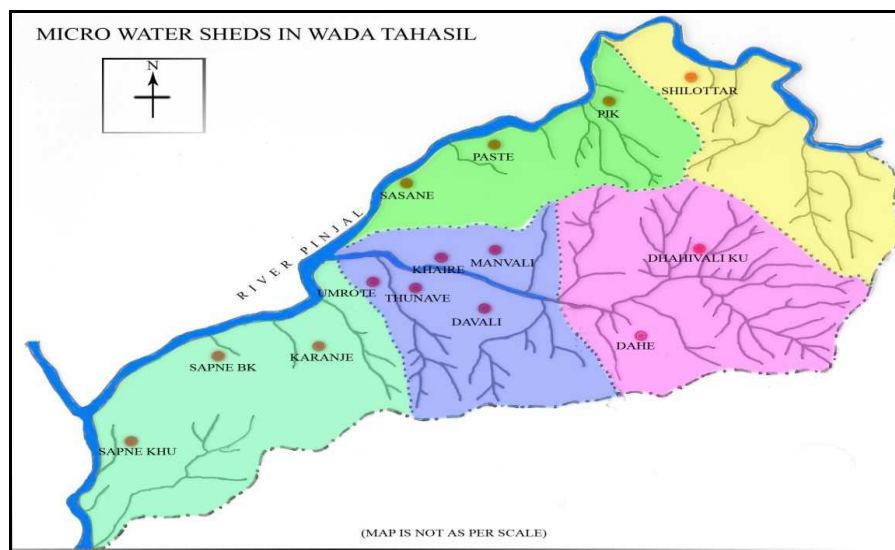 MICRO WATER SHEDS IN WADA TAHASIL
N
SHILOTTAR
PIK
PASTE
SASANE
RIVER PINJAL
MANVALI
DHAHIVALI KU
KHAIRE
UMROTE
THUNAVE
DAVALI
DAHE
KARANJE
SAPNE BK
SAPNE KHU
(MAP IS NOT AS PER SCALE)